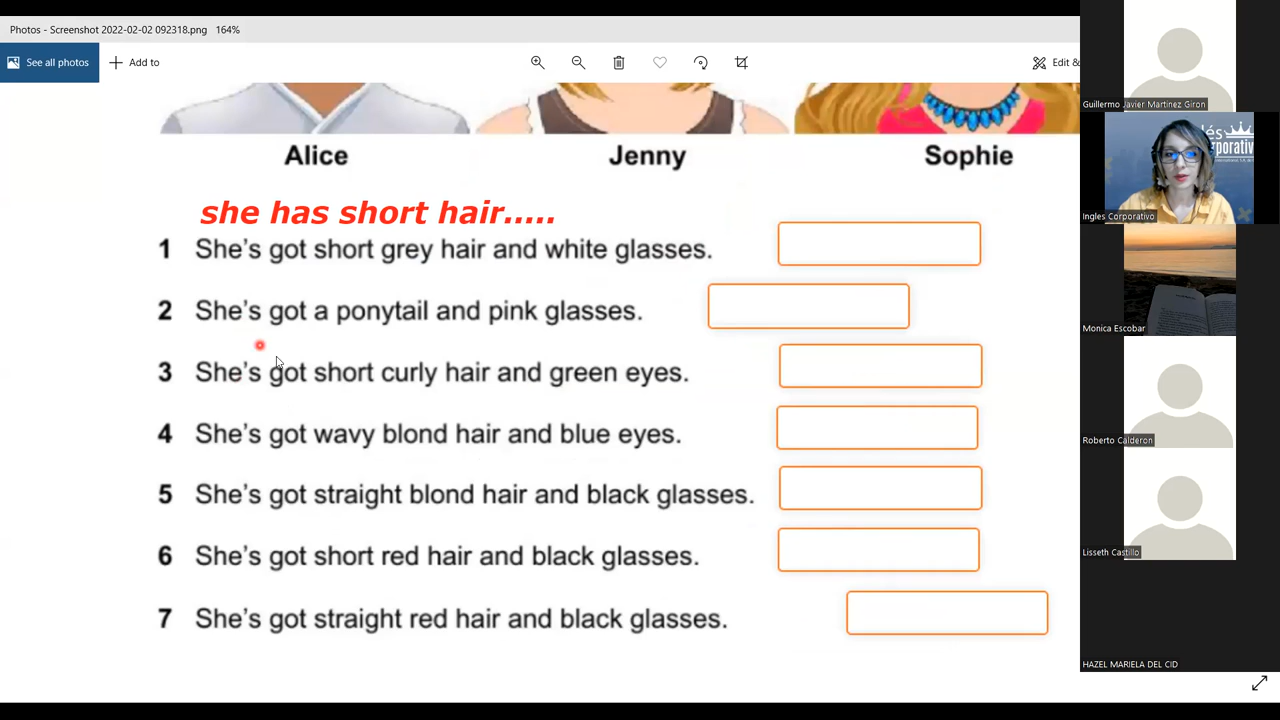 Photos - Screenshot 2022-02-02 092318.png 164%
See all photos
Add to
Edit &
Alice
Jenny
Sophie
she has short hair.....
1 She's got short grey hair and white glasses.
2 She's got a ponytail and pink glasses.
3 She's got short curly hair and green eyes.
4 She's got wavy blond hair and blue eyes.
5 She's got straight blond hair and black glasses.
6 She's got short red hair and black glasses.
7 She's got straight red hair and black glasses.
Guillermo Javier Martinez Giron
Ingles Corporativo
Monica Escobar
Roberto Calderon
Lisseth Castillo
HAZEL MARIELA DEL CID